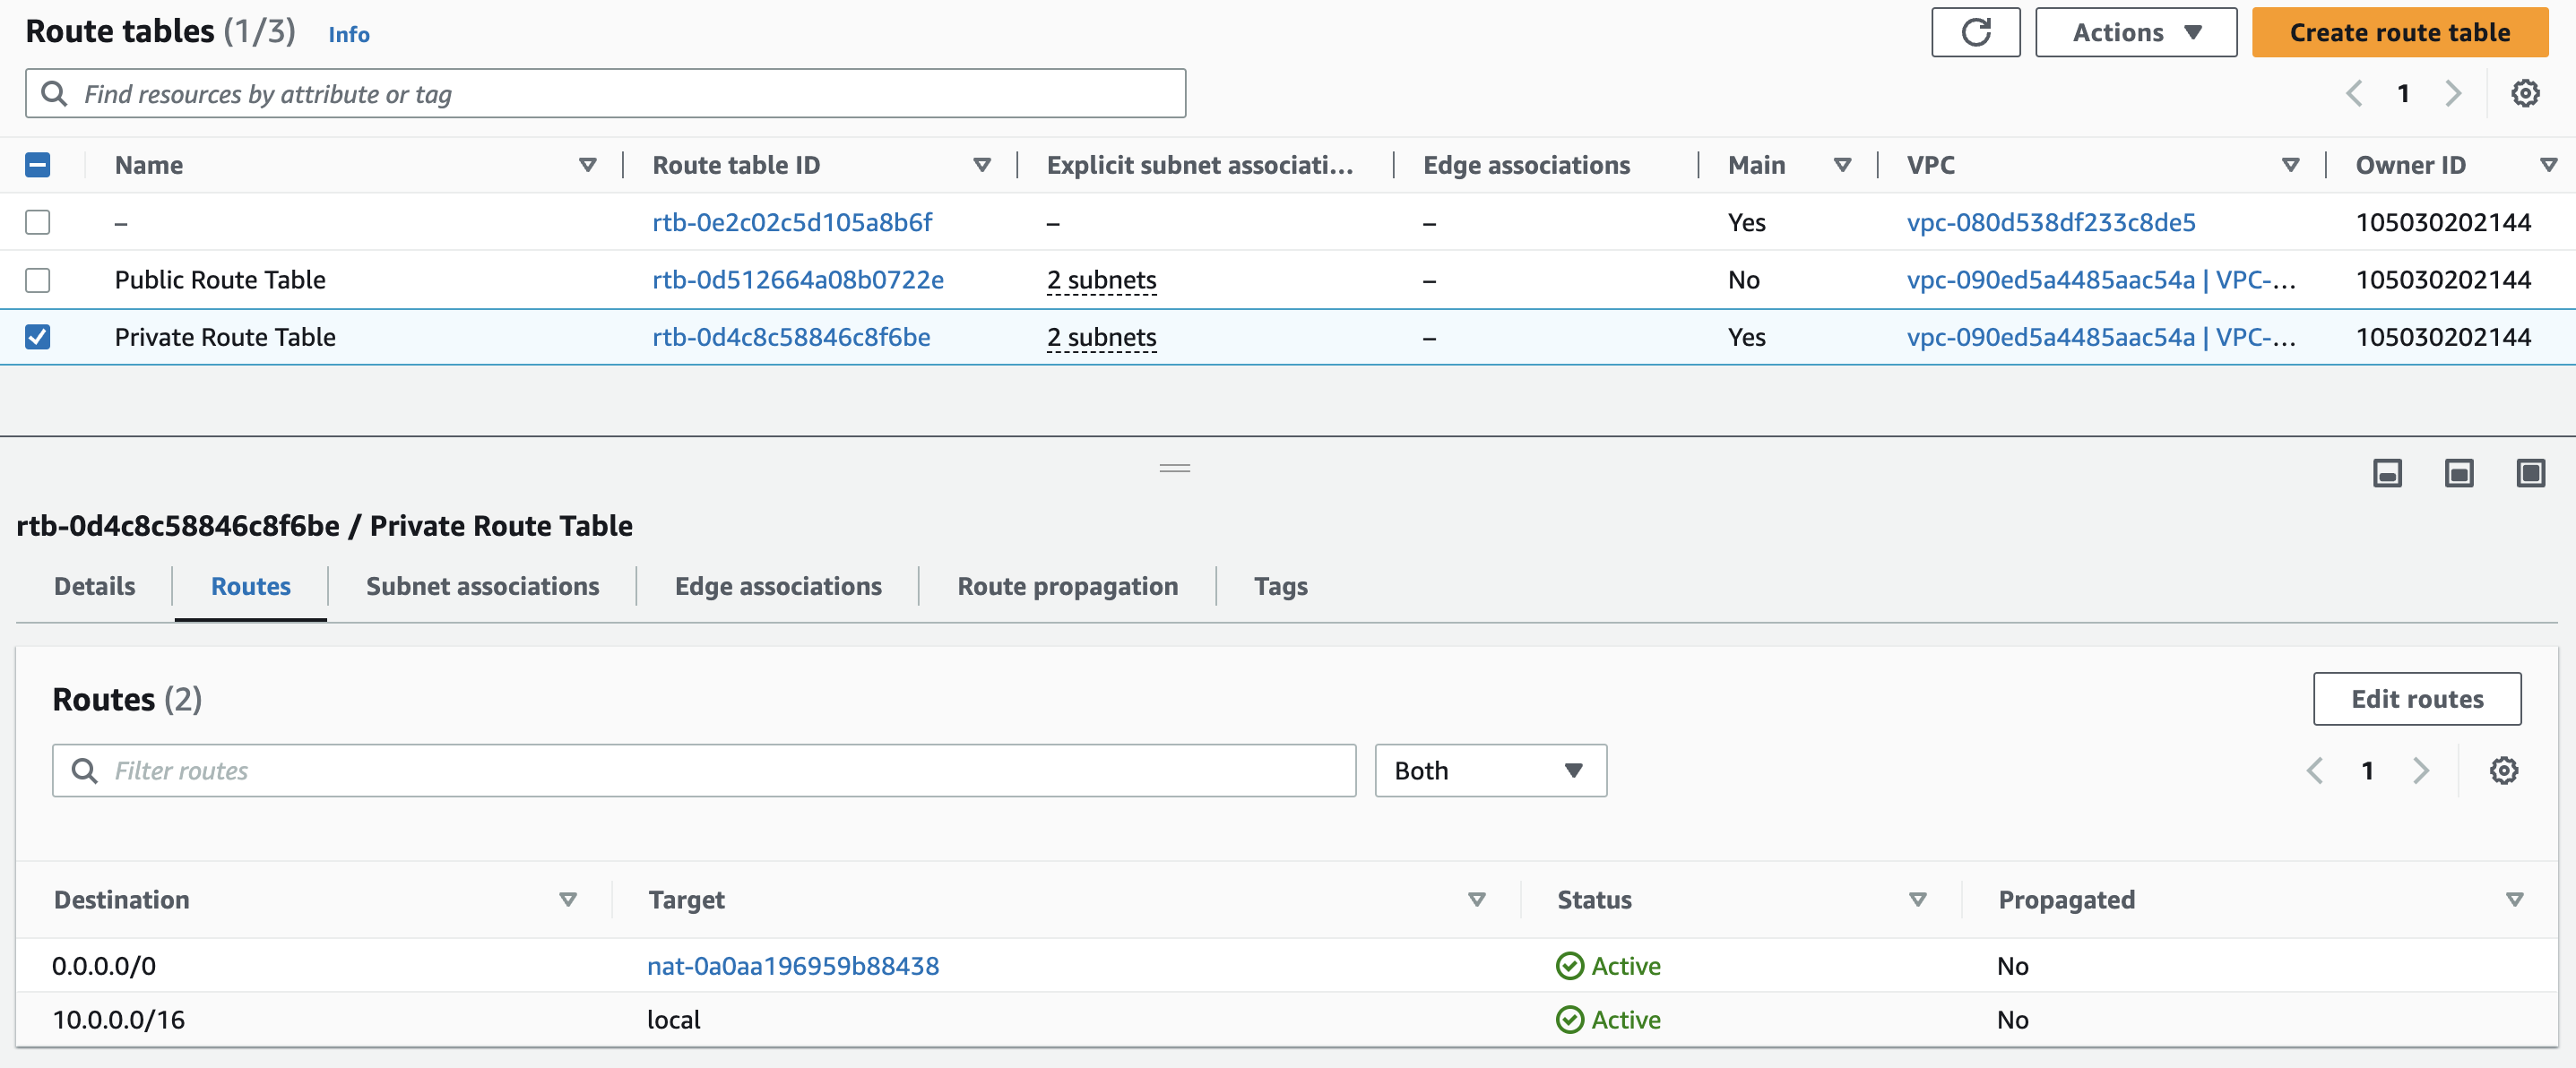 Route tables (1/3) Info
Actions
Create route table
Find resources by attribute or tag
1
Name Route table ID Explicit subnet associati... Edge associations Main VPC Owner ID
– rtb-0e2c02c5d105a8b6f – – Yes vpc-080d538df233c8de5 105030202144
Public Route Table rtb-0d512664a08b0722e 2 subnets – No vpc-090ed5a4485aac54a | VPC-... 105030202144
Private Route Table rtb-0d4c8c58846c8f6be 2 subnets – Yes vpc-090ed5a4485aac54a | VPC-... 105030202144
rtb-0d4c8c58846c8f6be / Private Route Table
Details Routes Subnet associations Edge associations Route propagation Tags
Routes (2)
Edit routes
Filter routes
Both
1
Destination Target Status Propagated
0.0.0.0/0 nat-0a0aa196959b88438 Active No
10.0.0.0/16 local Active No